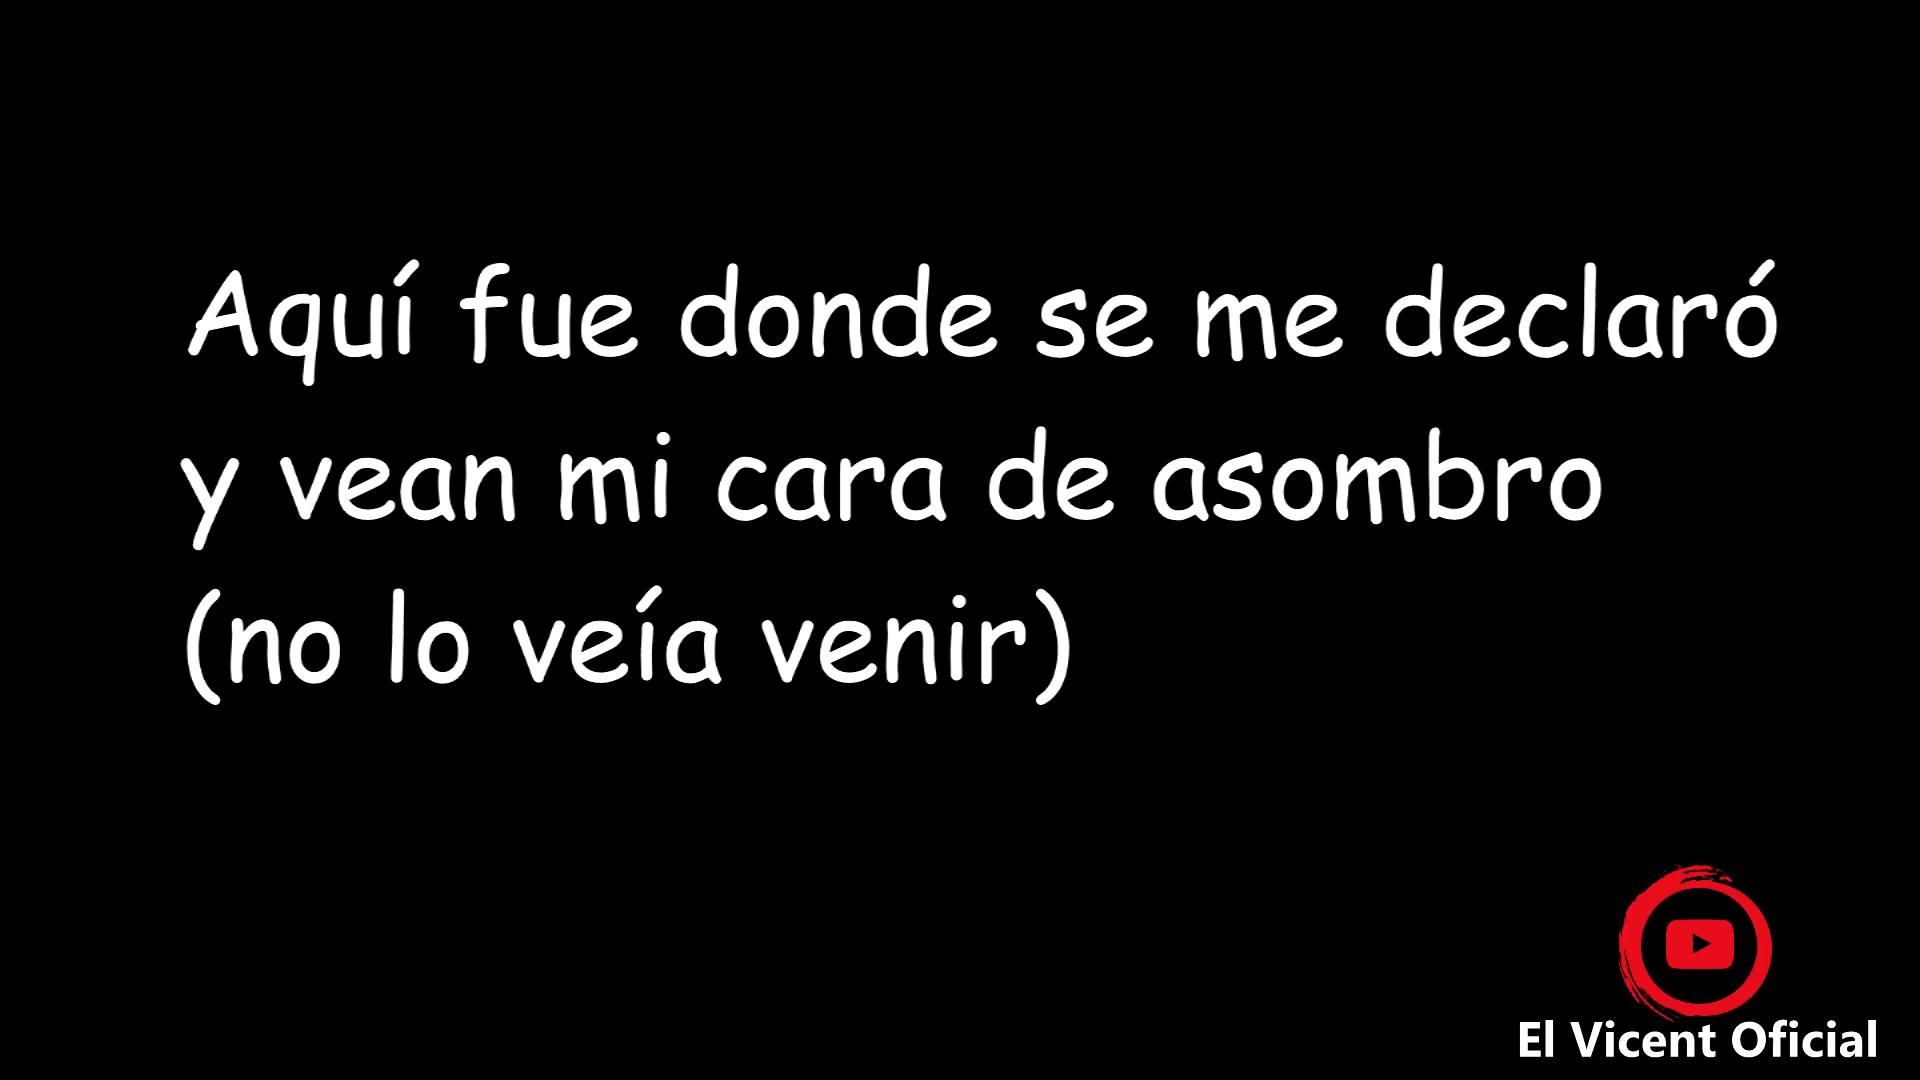 Aquí fue donde se me declaró
y vean mi cara de asombro
(no lo veía venir)
El Vicent Oficial